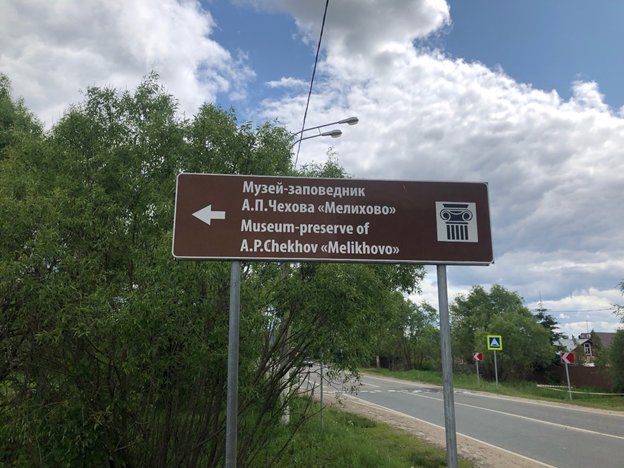 Музей-заповедник
А.П.Чехова «Мелихово»
Museum-preserve of
A.P.Chekhov «Melikhovo»